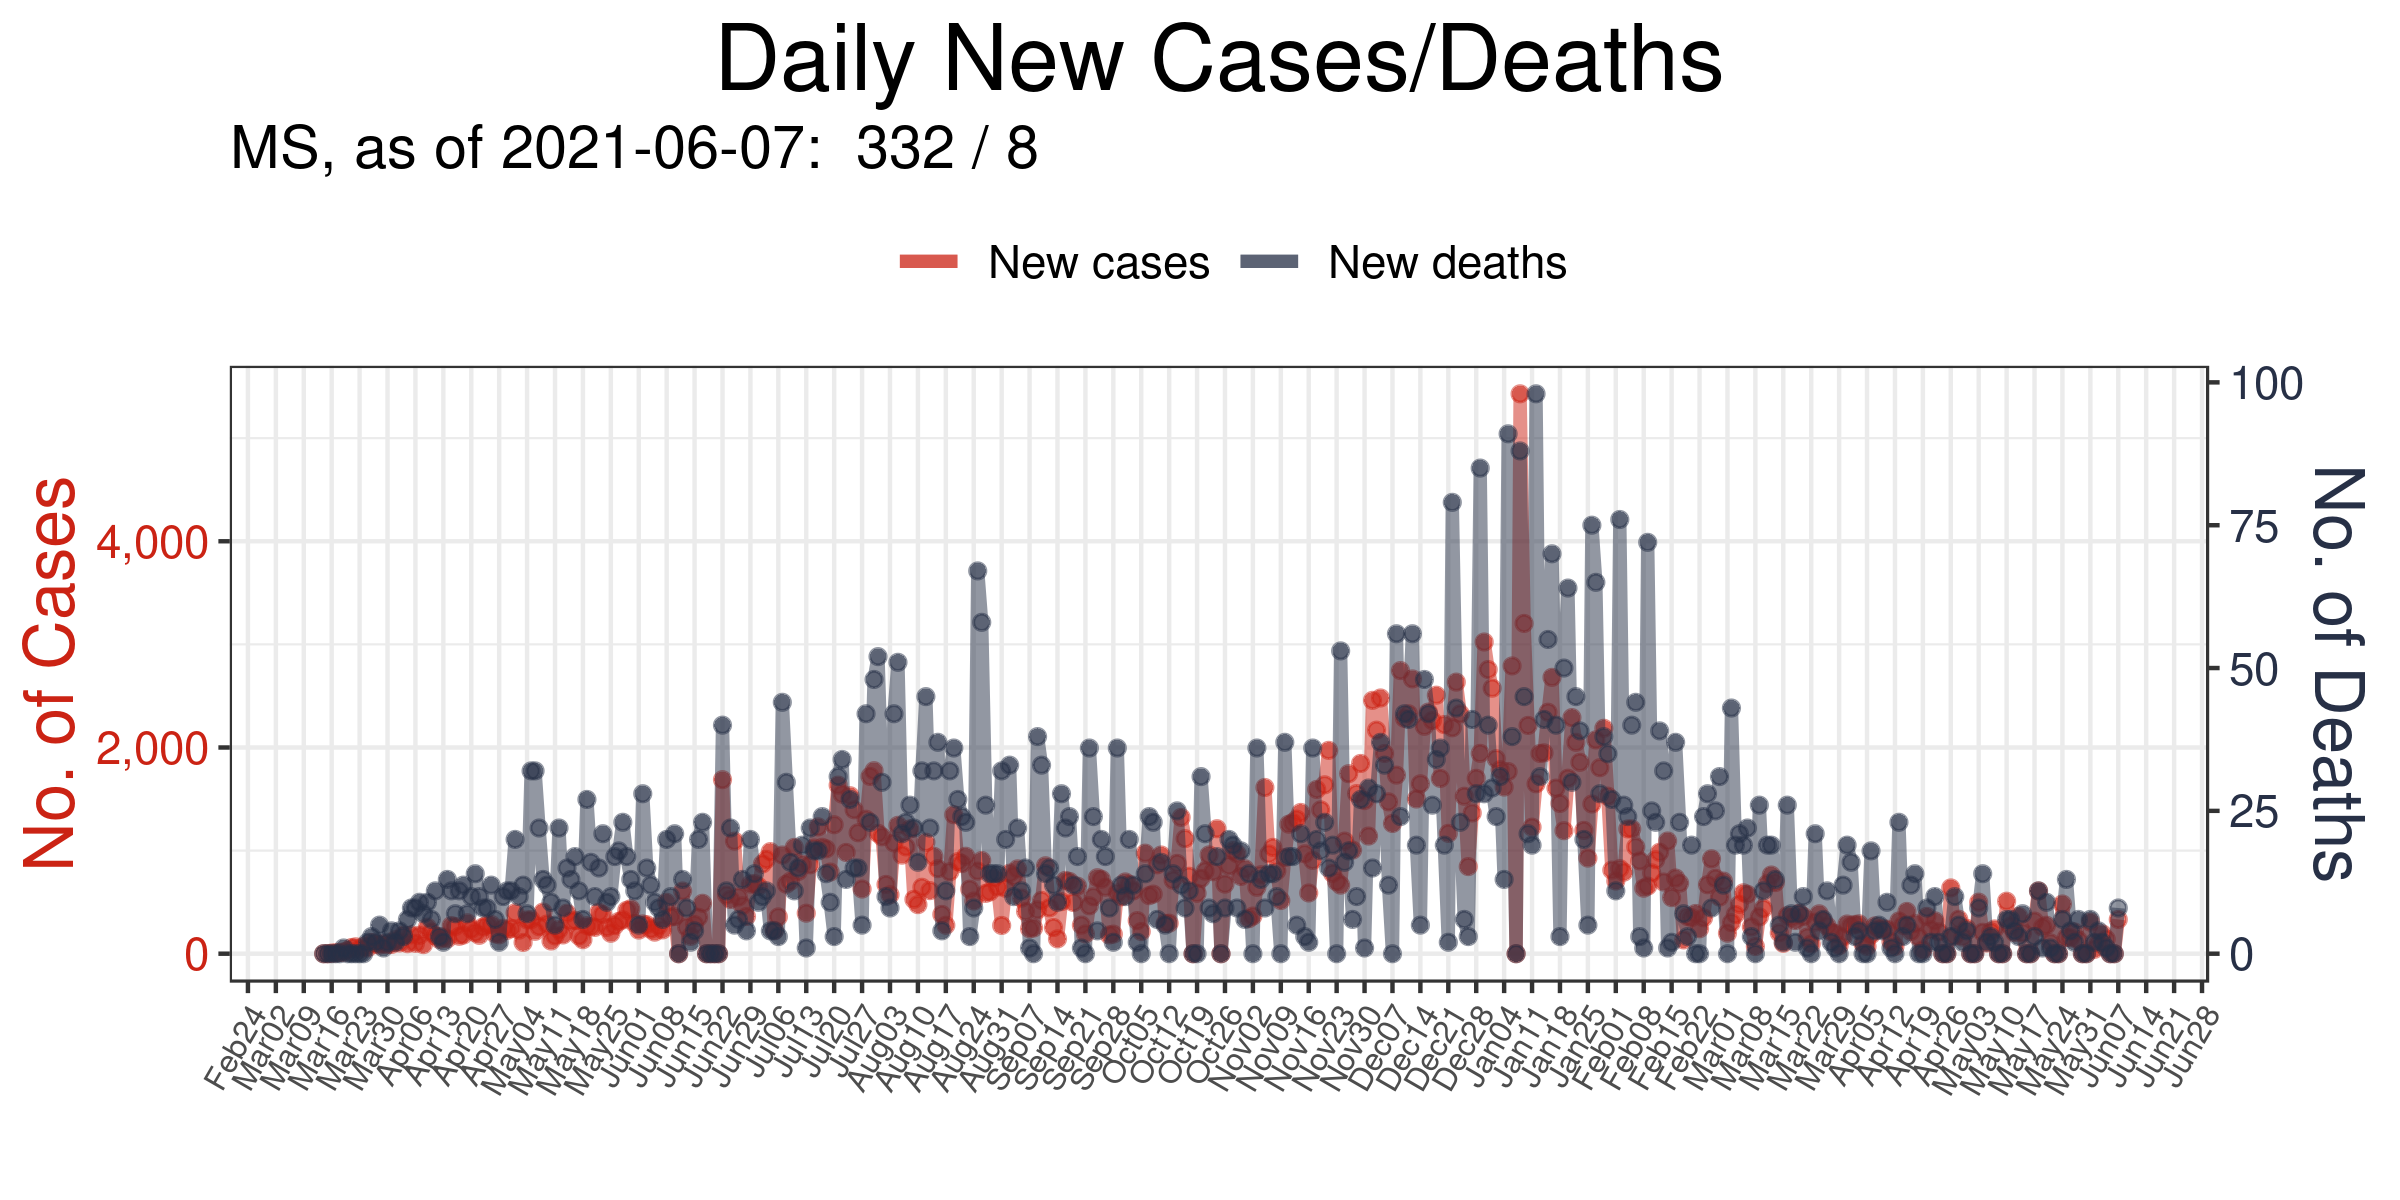 Daily New Cases/Deaths
MS, as of 2021-06-07: 332 / 8
New cases
New deaths
No. of Cases
4,000
2,000
0
100
75
50
25
0
No. of Deaths
Feb24
Mar02
Mar09
Mar16
Mar23
Mar30
Apr06
Apr13
Apr20
Apr27
May04
May11
May18
May25
Jun01
Jun08
Jun15
Jun22
Jun29
Jul06
Jul13
Jul20
Jul27
Aug03
Aug10
Aug17
Aug24
Aug31
Sep07
Sep14
Sep21
Sep28
Oct05
Oct12
Oct19
Oct26
Nov02
Nov09
Nov16
Nov23
Nov30
Dec07
Dec14
Dec21
Dec28
Jan04
Jan11
Jan18
Jan25
Feb01
Feb08
Feb15
Feb22
Mar01
Mar08
Mar15
Mar22
Mar29
Apr05
Apr12
Apr19
Apr26
May03
May10
May17
May24
May31
Jun07
Jun14
Jun21
Jun28